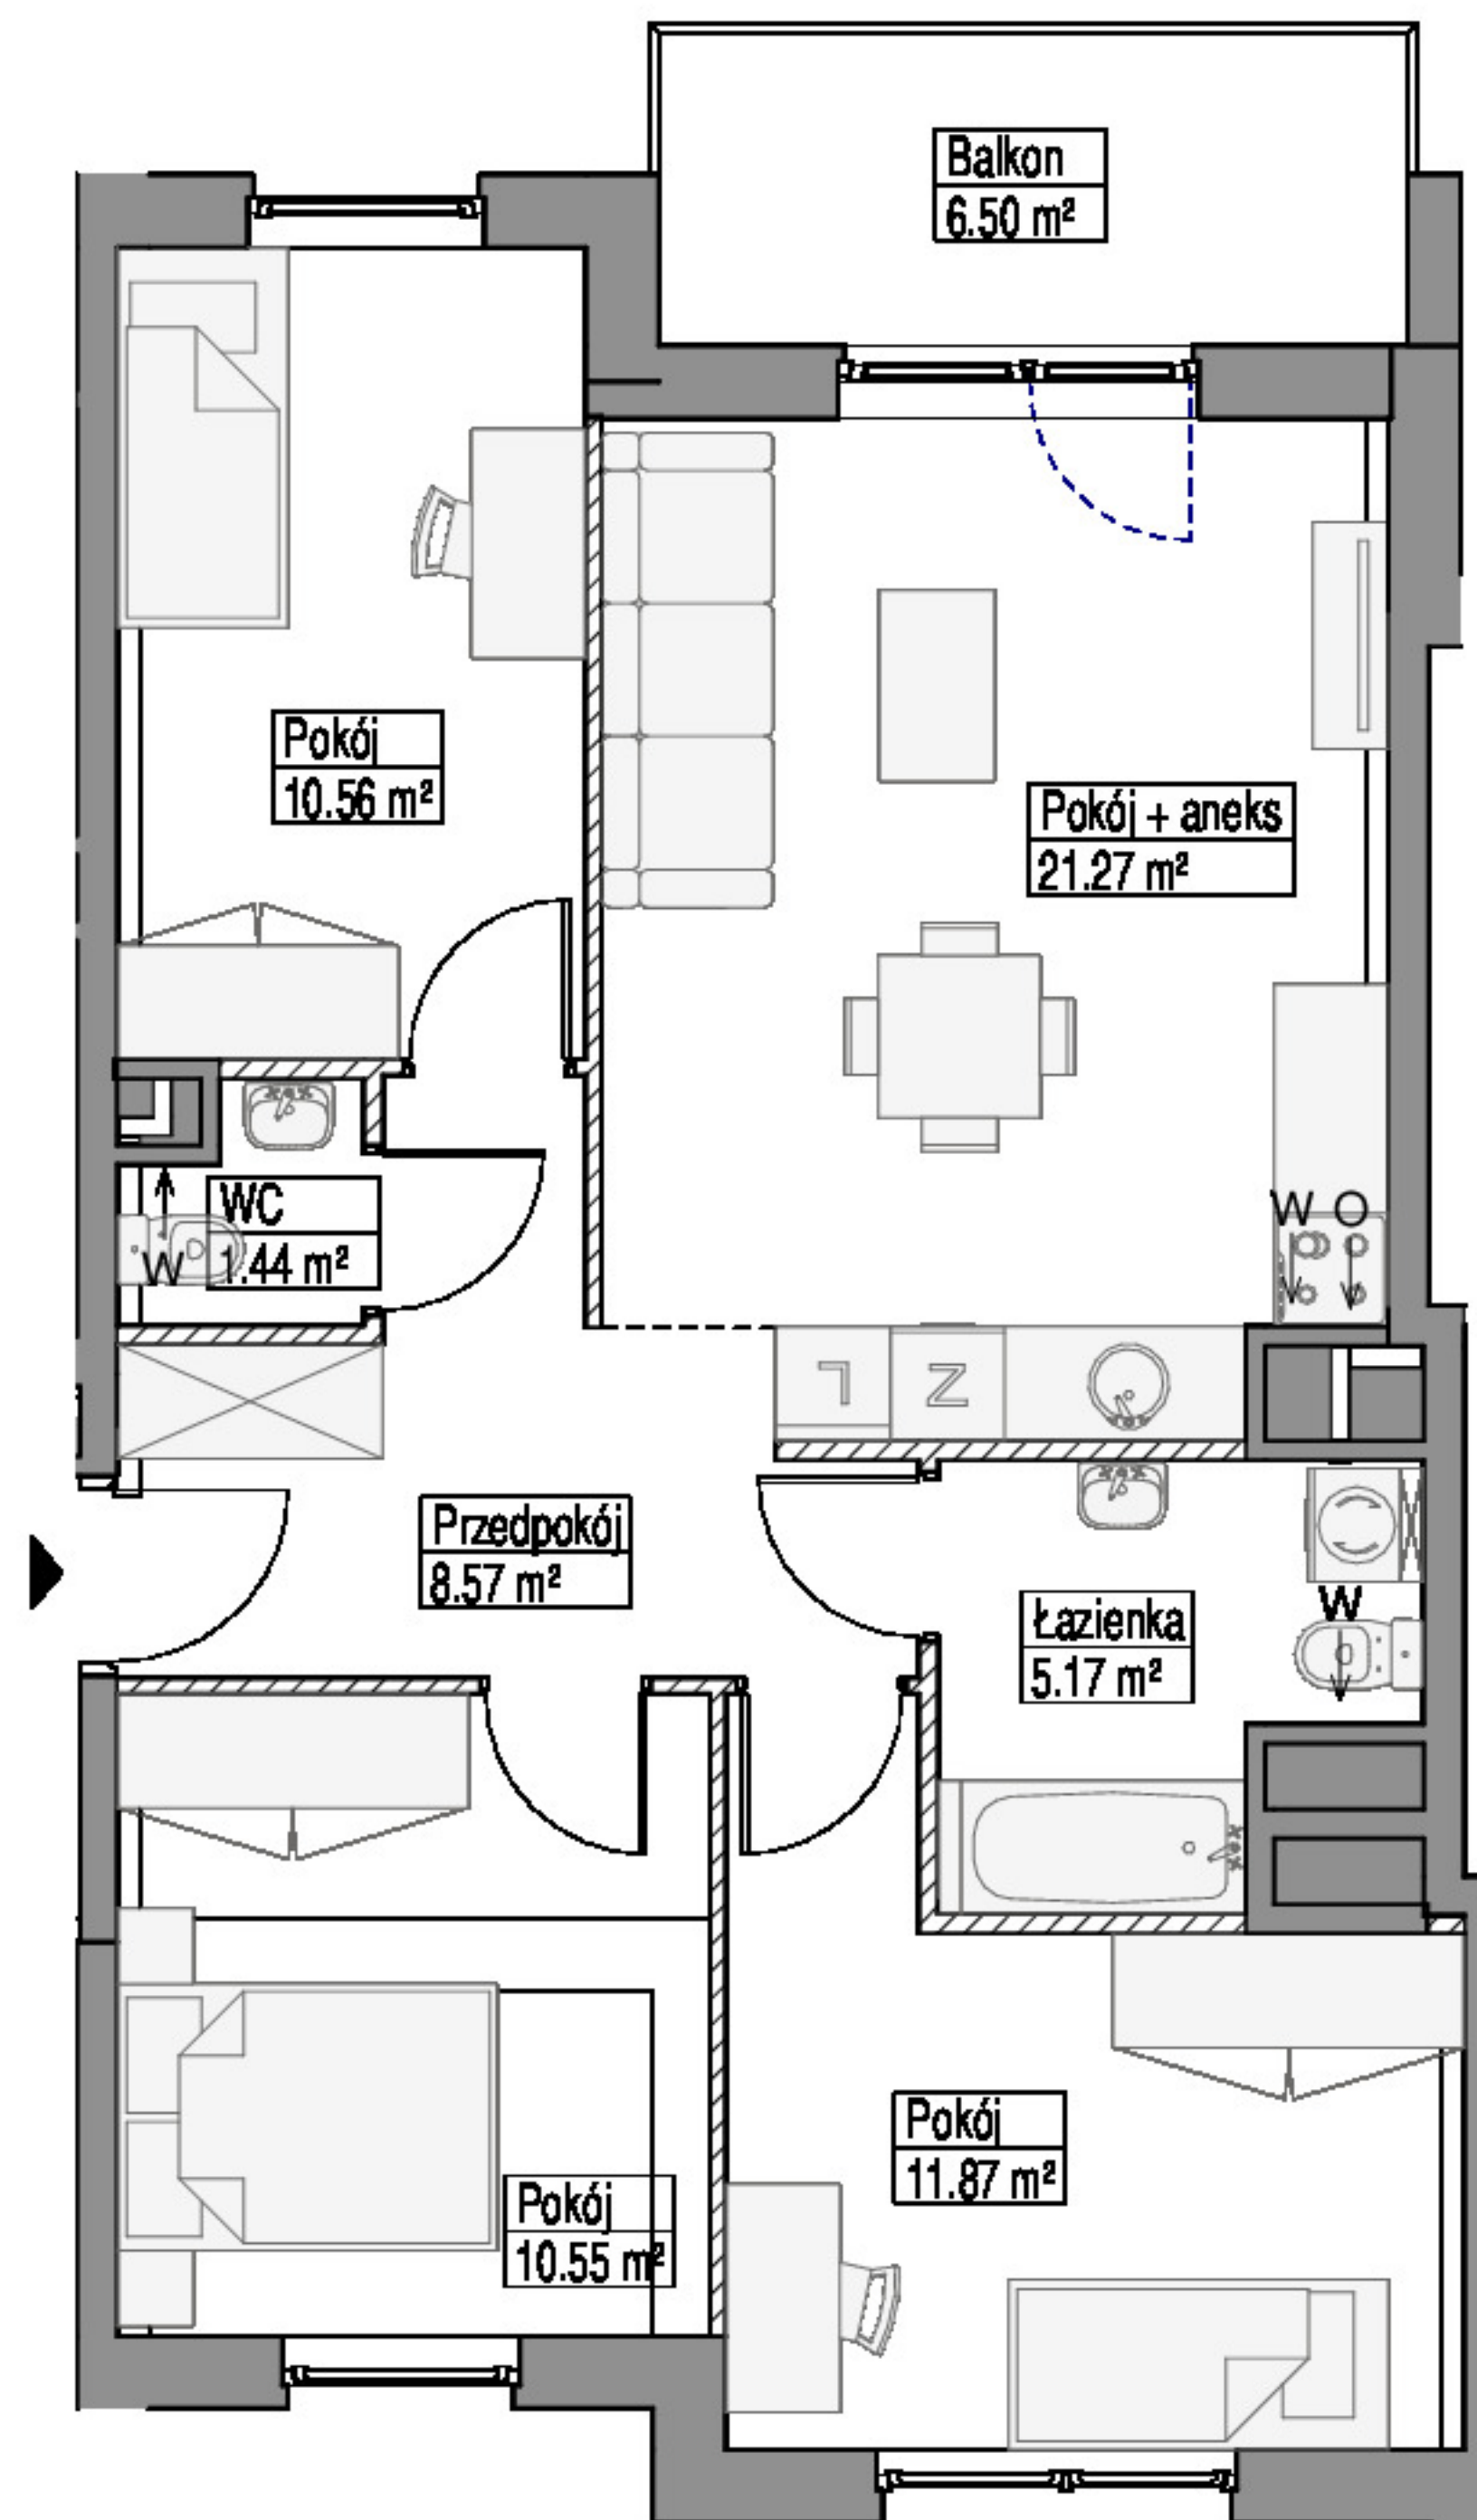 Balkon
6.50 m²
Pokój
10.56 m²
Pokój + aneks
21.27 m²
WC
1.44 m²
W
W O
L
Z
Przedpokój
8.57 m²
Łazienka
5.17 m²
W
Pokój
11.87 m²
Pokój
10.55 m²